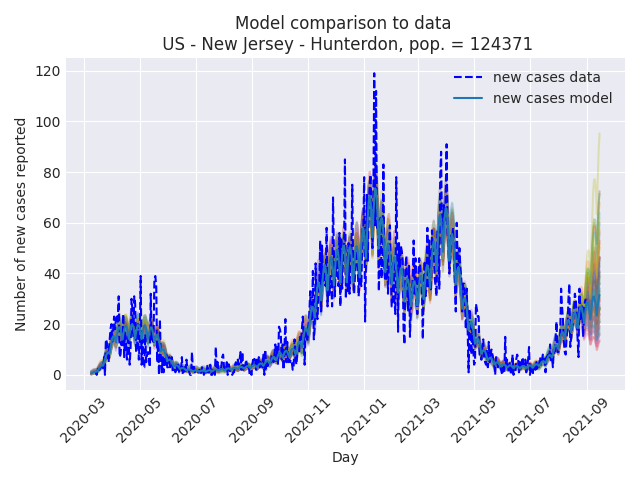 Model comparison to data
US - New Jersey - Hunterdon, pop. = 124371
new cases data
new cases model
Number of new cases reported
120
100
80
60
40
20
0
2020-03
2020-05
2020-07
2020-09
2020-11
2021-01
2021-03
2021-05
2021-07
2021-09
Day